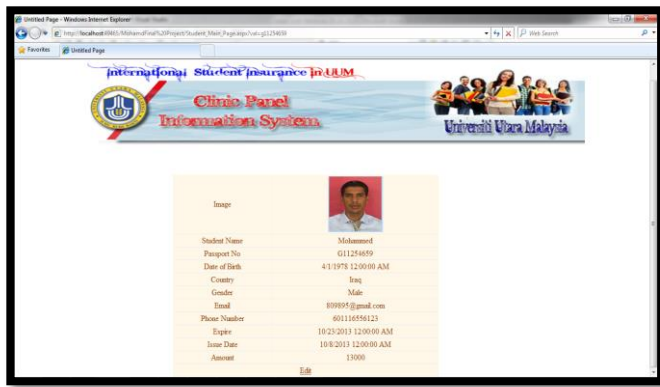 Untitled Page - Windows Internet Explorer
Web Search
Favorites Untitled Page
International Student Insurance in UUM
Clinic Panel
Information System
Universiti Utara Malaysia
Image
Student Name Mohammed
Passport No G11254659
Date of Birth 4/1/1978 12:00:00 AM
Country Iraq
Gender Male
Email 809895@gmail.com
Phone Number 601116556123
Expire 10/23/2013 12:00:00 AM
Issue Date 10/8/2013 12:00:00 AM
Amount 13000
Edit